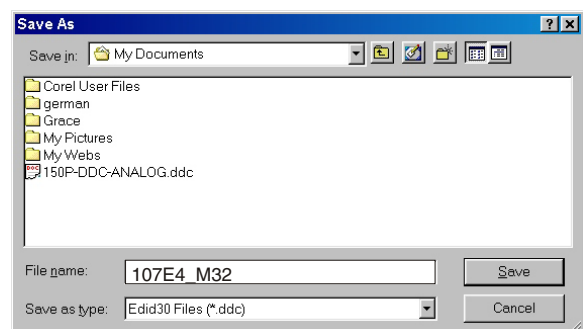 Save As
Save in: My Documents
Corel User Files
german
Grace
My Pictures
My Webs
150P-DDC-ANALOG.ddc
File name: 107E4_M32 Save
Save as type: Edid30 Files (*.ddc) Cancel